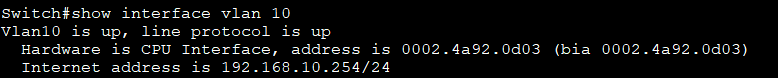 Switch#show interface vlan 10
Vlan10 is up, line protocol is up
Hardware is CPU Interface, address is 0002.4a92.0d03 (bia 0002.4a92.0d03)
Internet address is 192.168.10.254/24